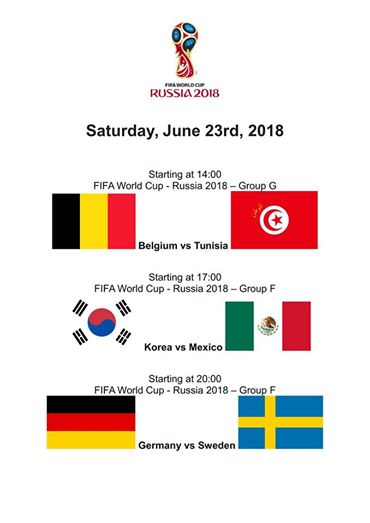 FIFA WORLD CUP
RUSSIA 2018
Saturday, June 23rd, 2018
Starting at 14:00
FIFA World Cup - Russia 2018 – Group G
Belgium vs Tunisia
Starting at 17:00
FIFA World Cup - Russia 2018 – Group F
Korea vs Mexico
Starting at 20:00
FIFA World Cup - Russia 2018 – Group F
Germany vs Sweden